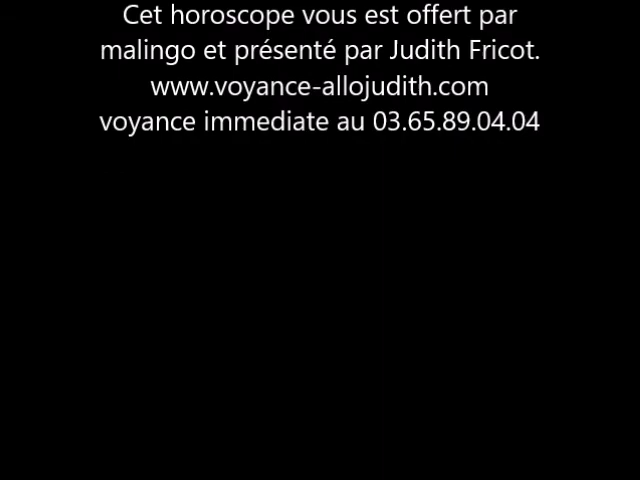 Cet horoscope vous est offert par
malingo et présenté par Judith Fricot.
www.voyance-allojudith.com
voyance immediate au 03.65.89.04.04